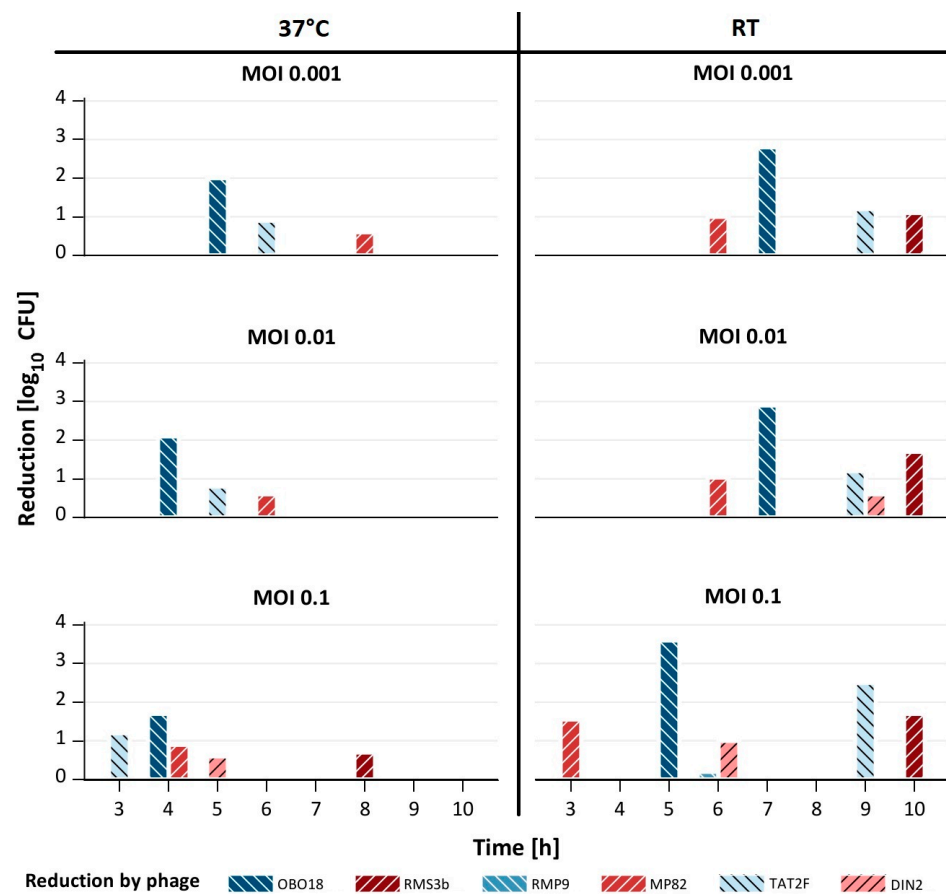 37°C RT
MOI 0.001 MOI 0.001
4
3
2
1
0
MOI 0.01 MOI 0.01
4
3
2
1
0
MOI 0.1 MOI 0.1
4
3
2
1
0
Reduction [log10 CFU]
3 4 5 6 7 8 9 10 3 4 5 6 7 8 9 10
Time [h]
Reduction by phage OBO18 RMS3b RMP9 MP82 TAT2F DIN2